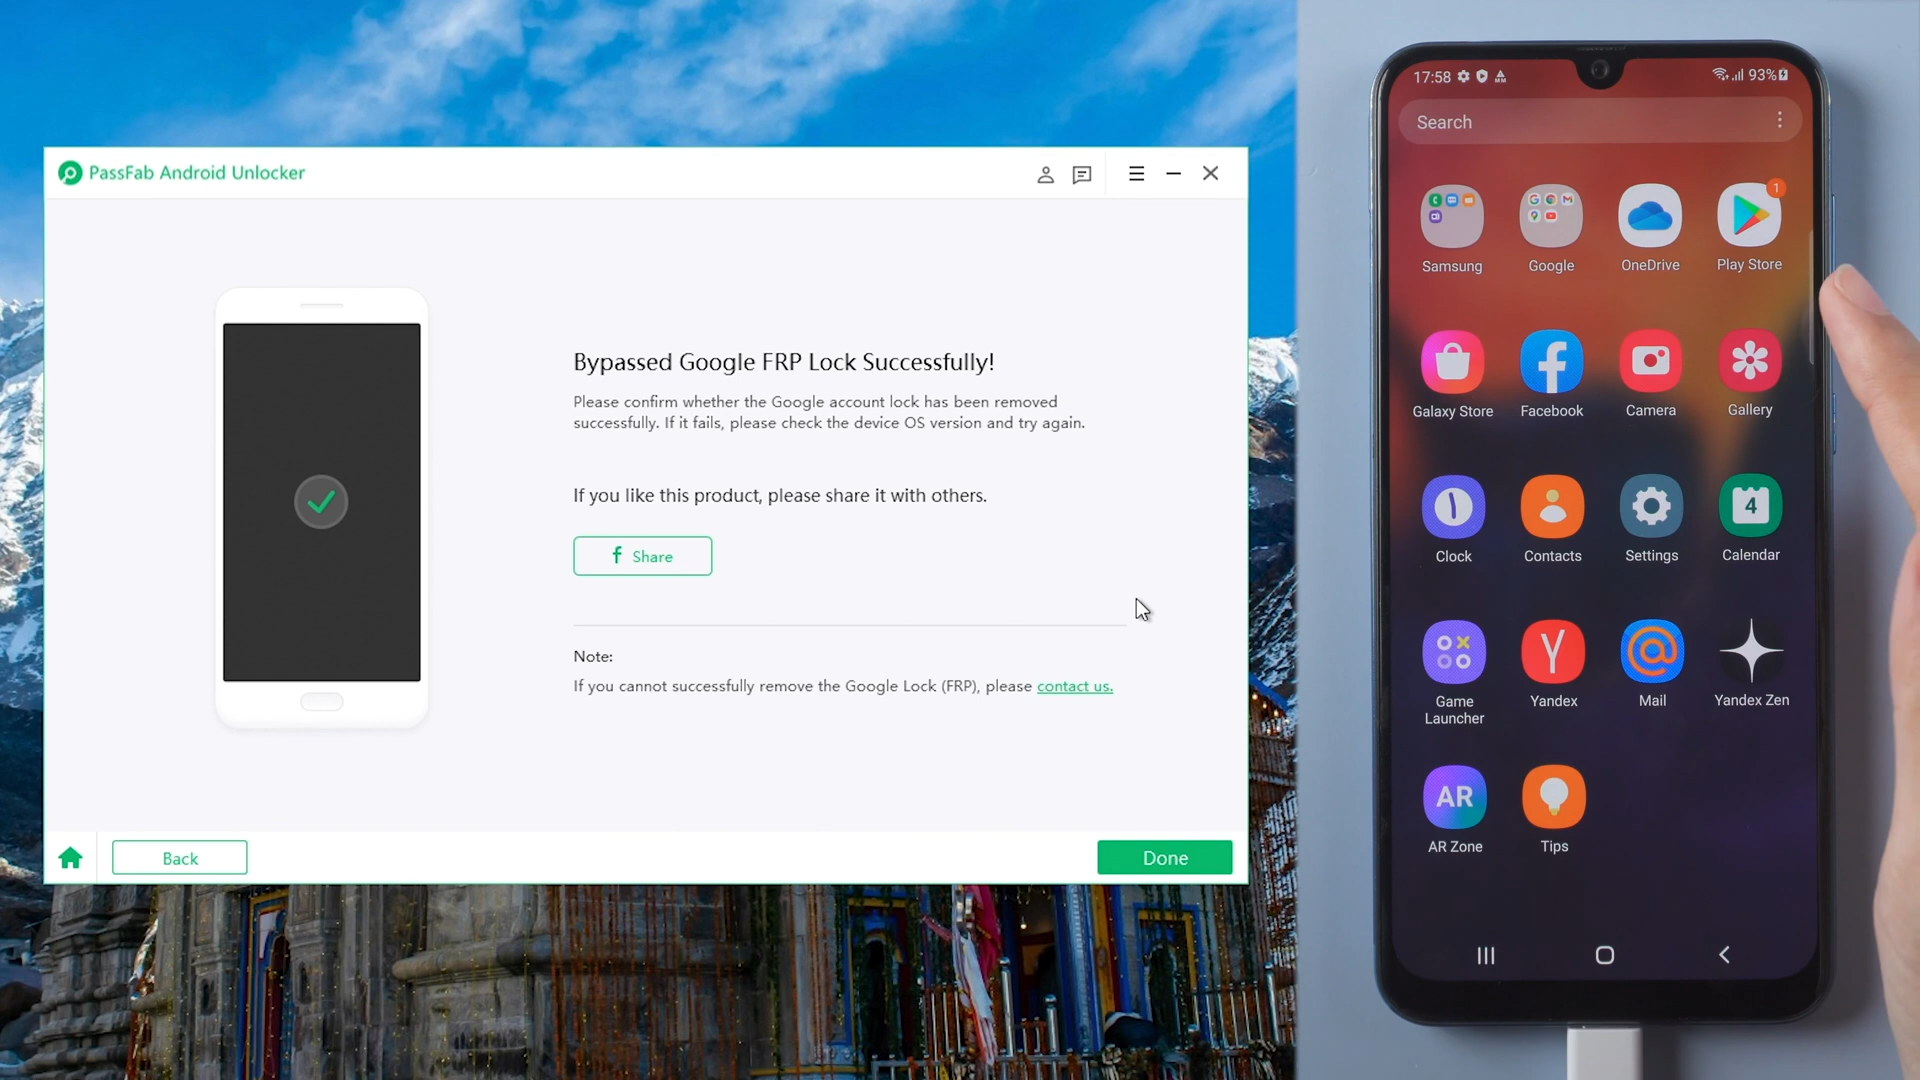 PassFab Android Unlocker
Bypassed Google FRP Lock Successfully!
Please confirm whether the Google account lock has been removed
successfully. If it fails, please check the device OS version and try again.
If you like this product, please share it with others.
f Share
Note:
If you cannot successfully remove the Google Lock (FRP), please contact us.
Back
Done
17:58
93%
Search
1
Samsung
Google
OneDrive
Play Store
Galaxy Store
Facebook
Camera
Gallery
4
Clock
Contacts
Settings
Calendar
Game
Launcher
Yandex
Mail
Yandex Zen
AR
AR Zone
Tips